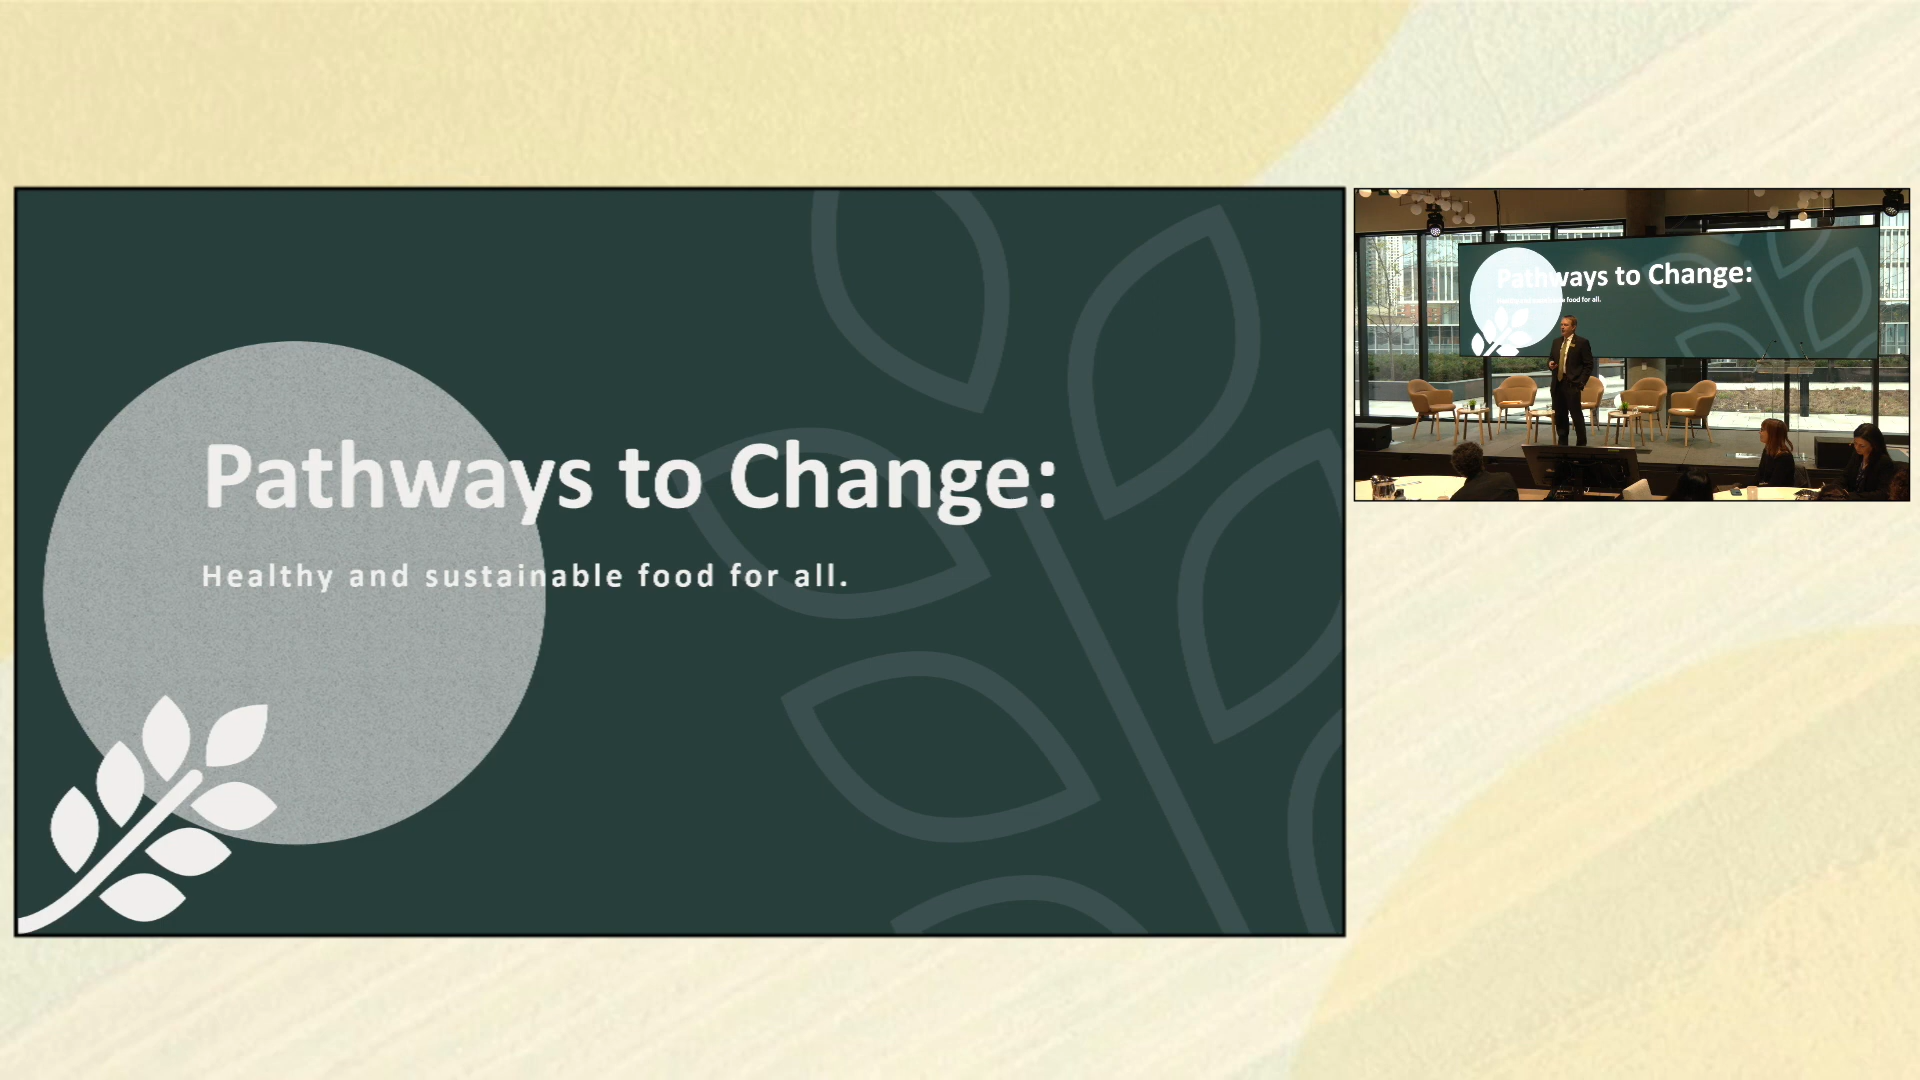 Pathways to Change:
Healthy and sustainable food for all.
Pathways to Change:
food for all.